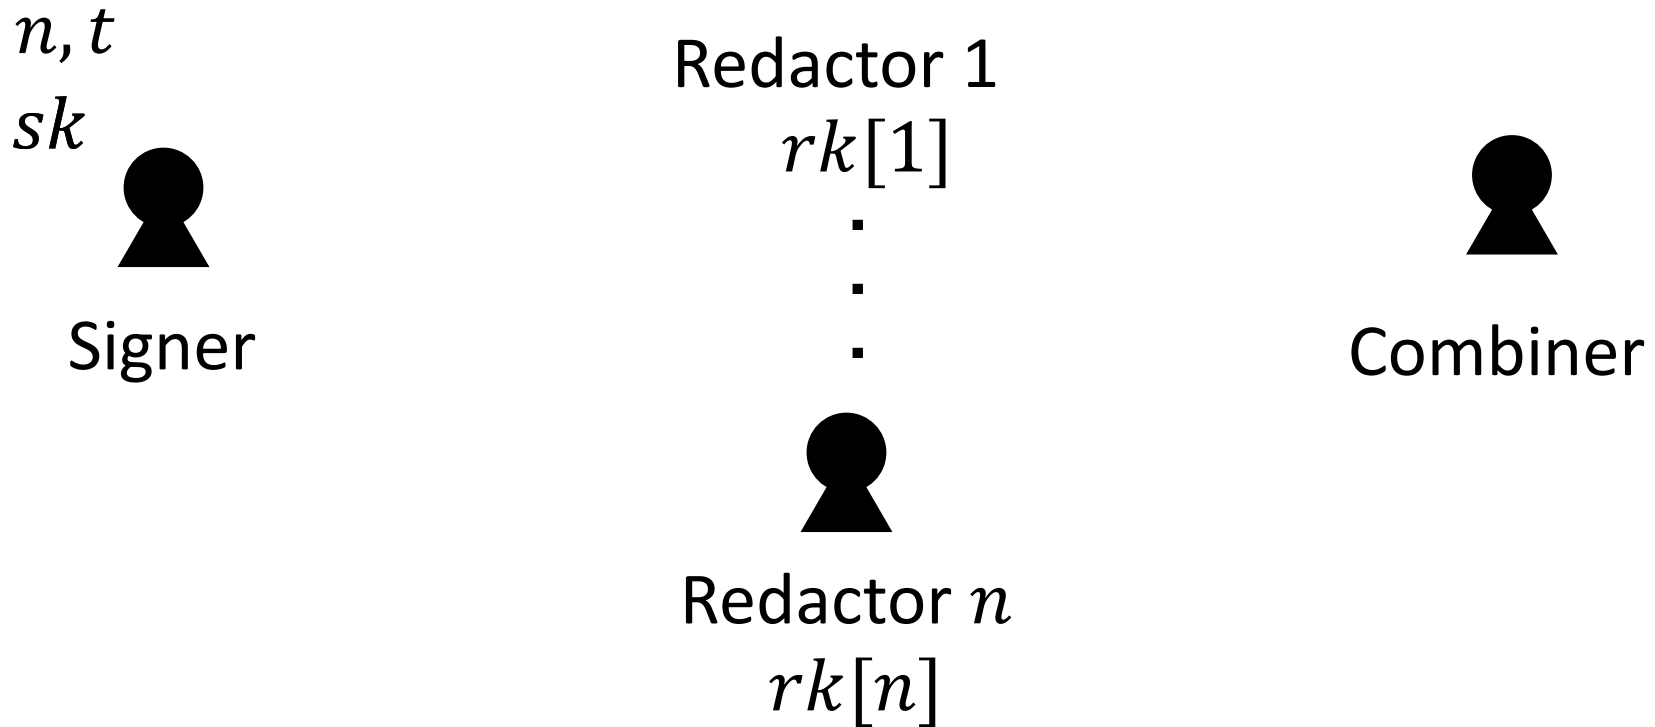 n, t
sk
Signer
Redactor 1
rk[1]
Redactor n
rk[n]
Combiner